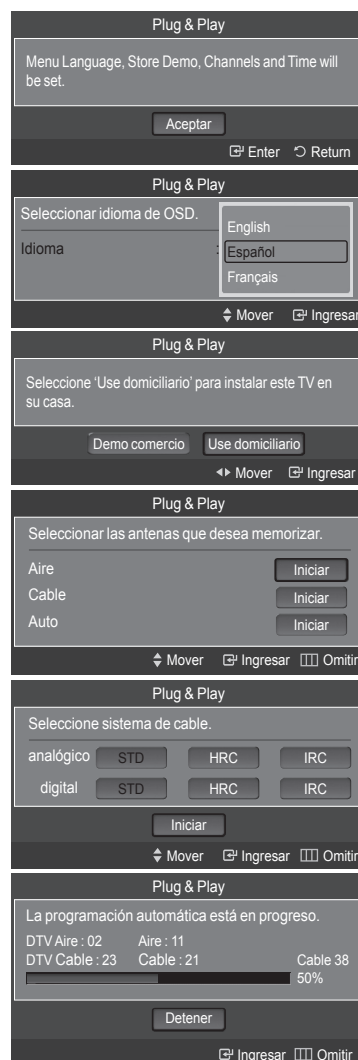 Plug & Play
Menu Language, Store Demo, Channels and Time will
be set.
Aceptar
Enter Return
Plug & Play
Seleccionar idioma de OSD.
Idioma :
English
Español
Français
Mover Ingresar
Plug & Play
Seleccione 'Use domiciliario' para instalar este TV en
su casa.
Demo comercio Use domiciliario
Mover Ingresar
Plug & Play
Seleccionar las antenas que desea memorizar.
Aire Iniciar
Cable Iniciar
Auto Iniciar
Mover Ingresar Omitir
Plug & Play
Seleccione sistema de cable.
analógico STD HRC IRC
digital STD HRC IRC
Iniciar
Mover Ingresar Omitir
Plug & Play
La programación automática está en progreso.
DTV Aire : 02 Aire : 11
DTV Cable : 23 Cable : 21 Cable 38
50%
Detener
Ingresar Omitir